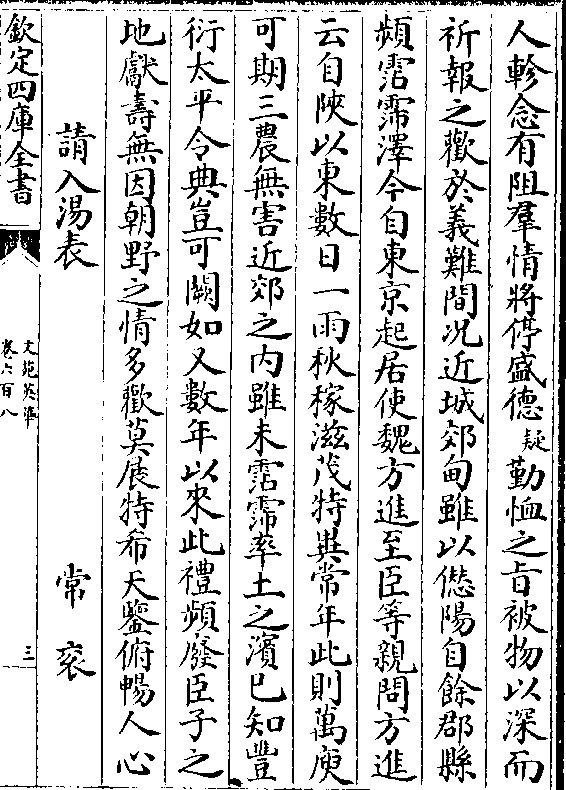 人軫念有阻羣情將停盛德疑勤恤之旨被物以深而
祈報之歡於義難間况近城郊甸雖以愆陽自餘郡縣
頻霑霈澤今自東京起居使魏方進至臣等親問方進
云自陜以東數日一雨秋稼滋茂特異常年此則萬庾
可期三農無害近郊之内雖未霑霈率土之濱已知豐
衍太平令典豈可闕如又數年以來此禮頻廢臣子之
地獻壽無因朝野之情多歡莫展特希天鑒俯暢人心
請入湯表 常衮
欽定四庫全書
文苑英華
卷六百八
三